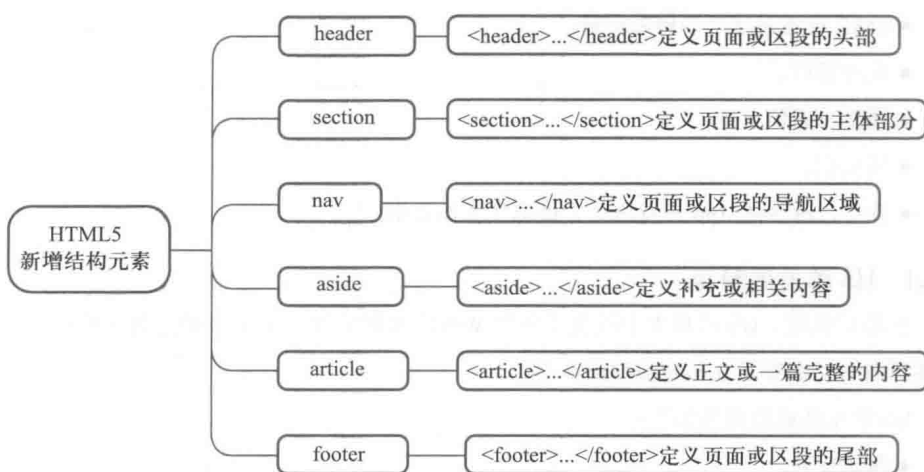 header
<header>...</header>定义页面或区段的头部
section
<section>...</section>定义页面或区段的主体部分
nav
<nav>...</nav>定义页面或区段的导航区域
HTML5
新增结构元素
aside
<aside>...</aside>定义补充或相关内容
article
<article>...</article>定义正文或一篇完整的内容
footer
<footer>...</footer>定义页面或区段的尾部